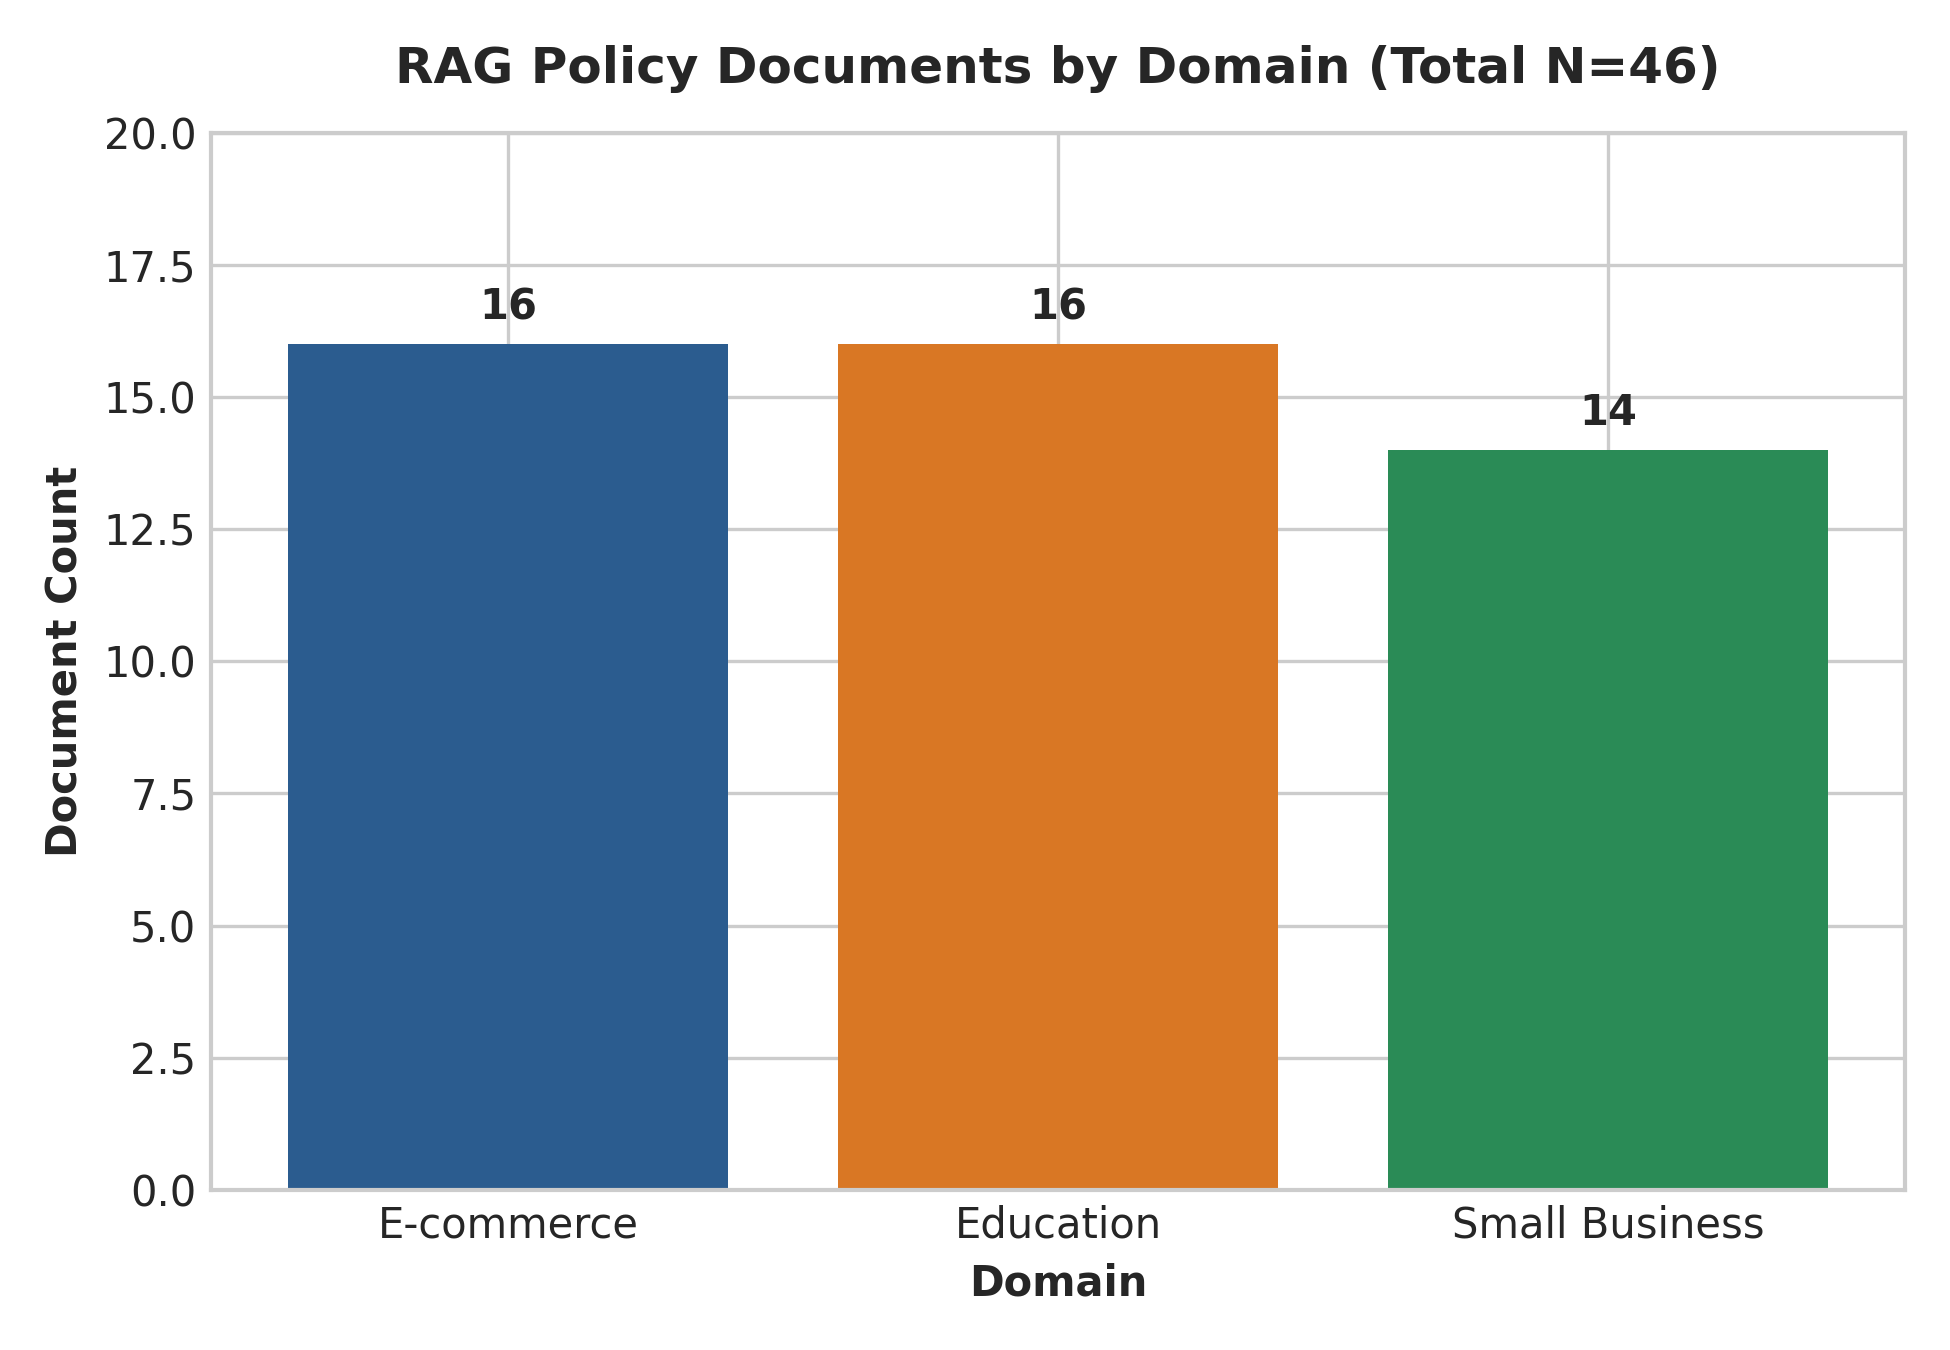 RAG Policy Documents by Domain (Total N=46)
20.0
17.5
15.0
12.5
10.0
7.5
5.0
2.5
0.0
Document Count
16
16
14
E-commerce
Education
Small Business
Domain